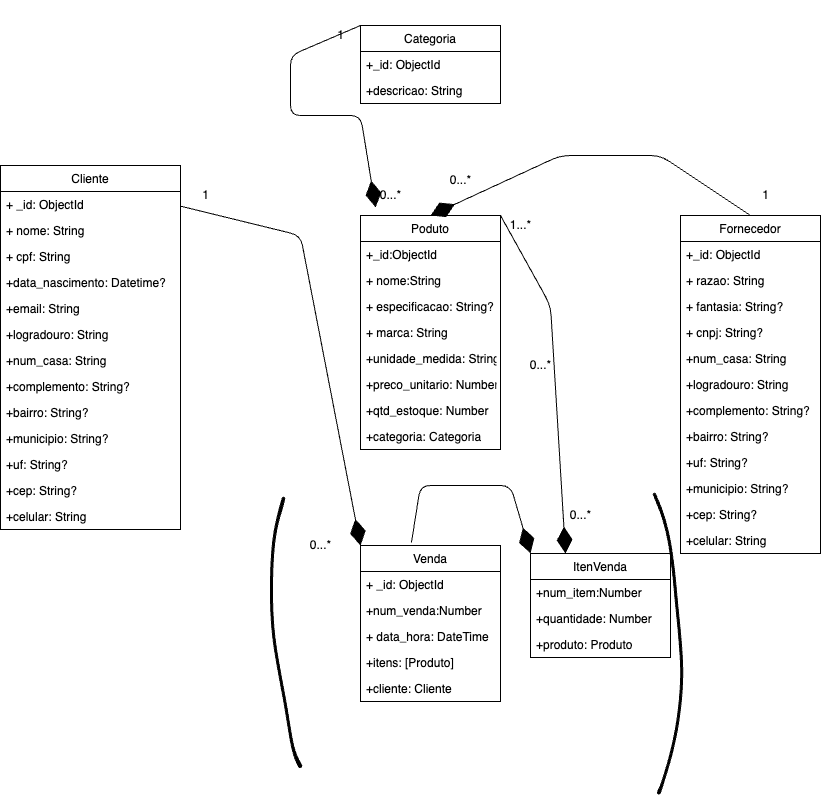 1
Categoria
+_id: ObjectId
+descricao: String
0...*
0...*
1
Cliente
+ _id: ObjectId
+ nome: String
+ cpf: String
+data_nascimento: Datetime?
+email: String
+logradouro: String
+num_casa: String
+complemento: String?
+bairro: String?
+municipio: String?
+uf: String?
+cep: String?
+celular: String
1
Poduto
+_id:ObjectId
+ nome:String
+ especificacao: String?
+ marca: String
+unidade_medida: String
+preco_unitario: Number
+qtd_estoque: Number
+categoria: Categoria
1...*
0...*
Fornecedor
+_id: ObjectId
+ razao: String
+ fantasia: String?
+ cnpj: String?
+num_casa: String
+logradouro: String
+complemento: String?
+bairro: String?
+uf: String?
+municipio: String?
+cep: String?
+celular: String
0...*
0...*
Venda
+ _id: ObjectId
+num_venda:Number
+ data_hora: DateTime
+itens: [Produto]
+cliente: Cliente
ItenVenda
+num_item:Number
+quantidade: Number
+produto: Produto